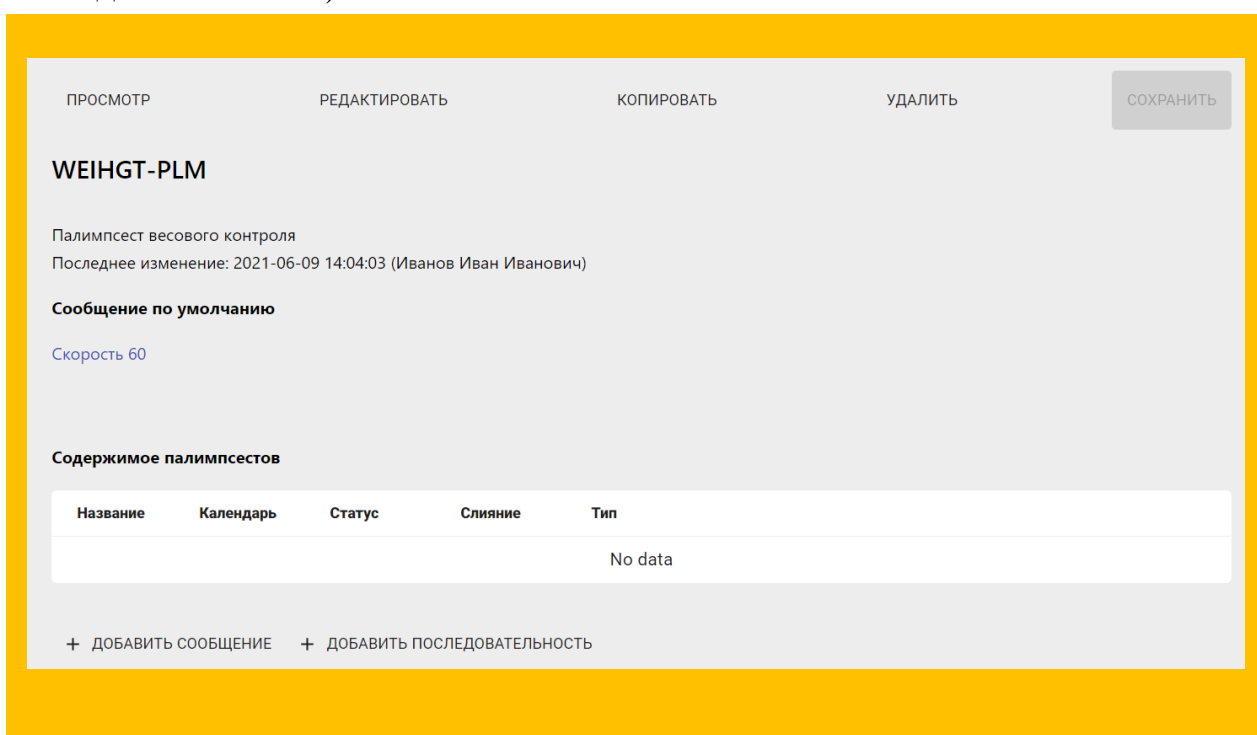 ПРОСМОТР РЕДАКТИРОВАТЬ КОПИРОВАТЬ УДАЛИТЬ СОХРАНИТЬ
WEIHGT-PLM
Палимпсест весового контроля
Последнее изменение: 2021-06-09 14:04:03 (Иванов Иван Иванович)
Сообщение по умолчанию
Скорость 60
Содержимое палимпсестов
Название Календарь Статус Слияние Тип
No data
+ ДОБАВИТЬ СООБЩЕНИЕ + ДОБАВИТЬ ПОСЛЕДОВАТЕЛЬНОСТЬ